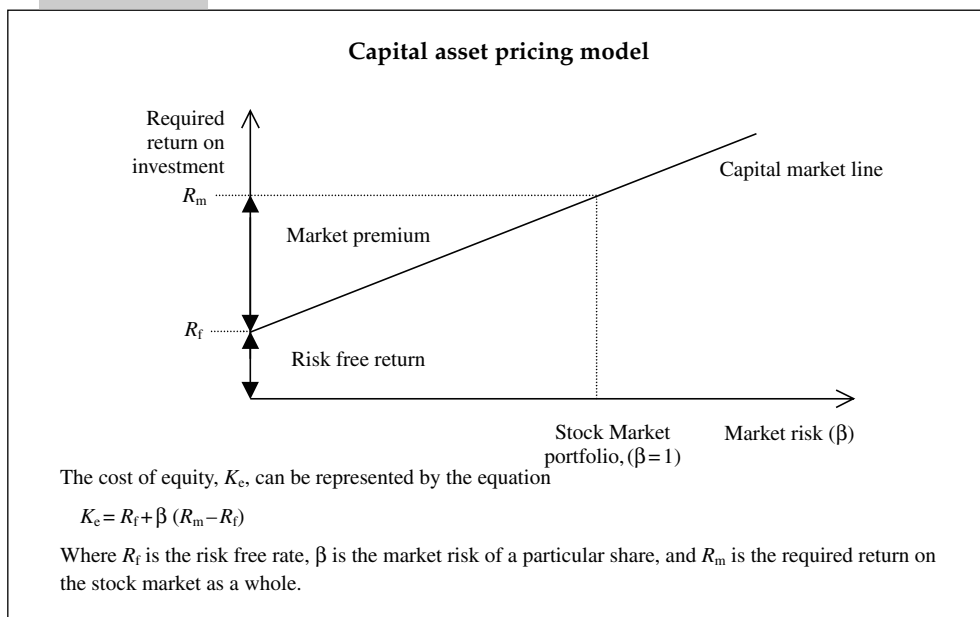 Capital asset pricing model
Required
return on
investment
Capital market line
Rm
Market premium
Rf
Risk free return
Stock Market
portfolio, (β=1)
Market risk (β)
The cost of equity, Ke, can be represented by the equation
Ke = Rf + β (Rm – Rf)
Where Rf is the risk free rate, β is the market risk of a particular share, and Rm is the required return on
the stock market as a whole.